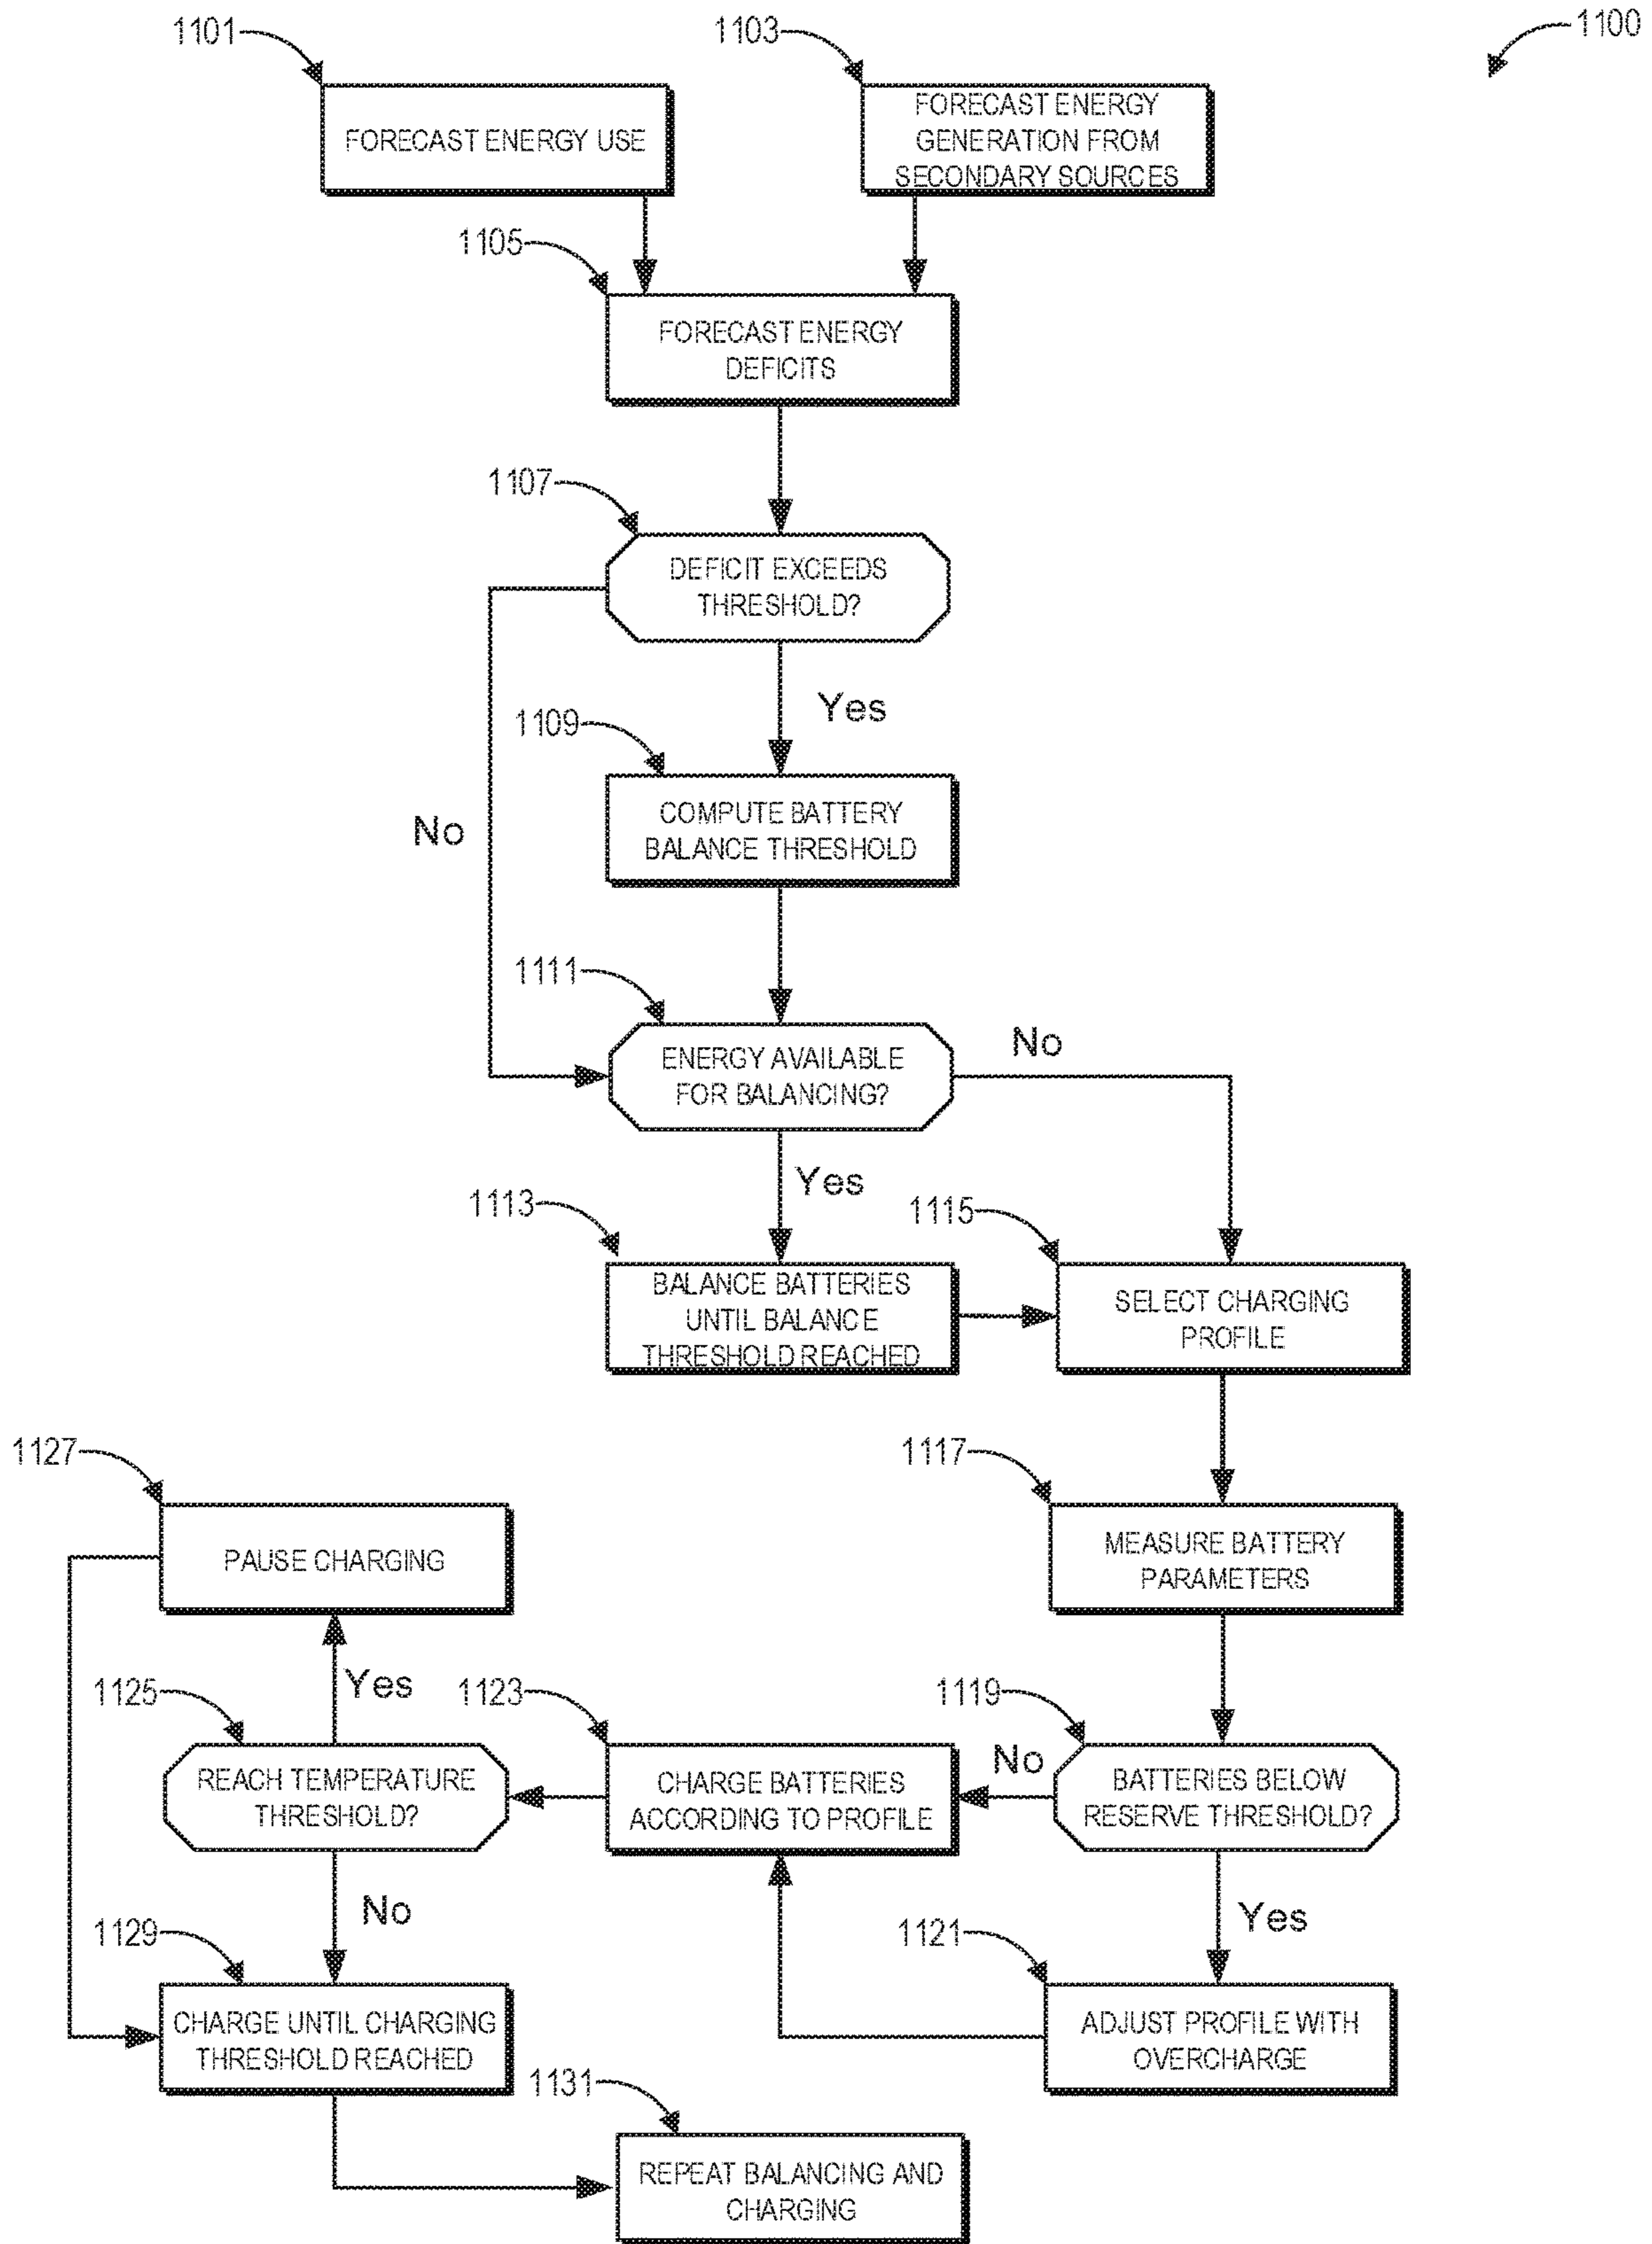 1101
1103
1100
FORECAST ENERGY USE
FORECAST ENERGY
GENERATION FROM
SECONDARY SOURCES
1105
FORECAST ENERGY
DEFICITS
1107
DEFICIT EXCEEDS
THRESHOLD?
Yes
1109
No
COMPUTE BATTERY
BALANCE THRESHOLD
1111
ENERGY AVAILABLE
FOR BALANCING?
No
Yes
1113
1115
BALANCE BATTERIES
UNTIL BALANCE
THRESHOLD REACHED
SELECT CHARGING
PROFILE
1127
1117
PAUSE CHARGING
MEASURE BATTERY
PARAMETERS
Yes
1125
1123
1119
REACH TEMPERATURE
THRESHOLD?
CHARGE BATTERIES
ACCORDING TO PROFILE
No
BATTERIES BELOW
RESERVE THRESHOLD?
No
Yes
1129
1121
CHARGE UNTIL CHARGING
THRESHOLD REACHED
ADJUST PROFILE WITH
OVERCHARGE
1131
REPEAT BALANCING AND
CHARGING